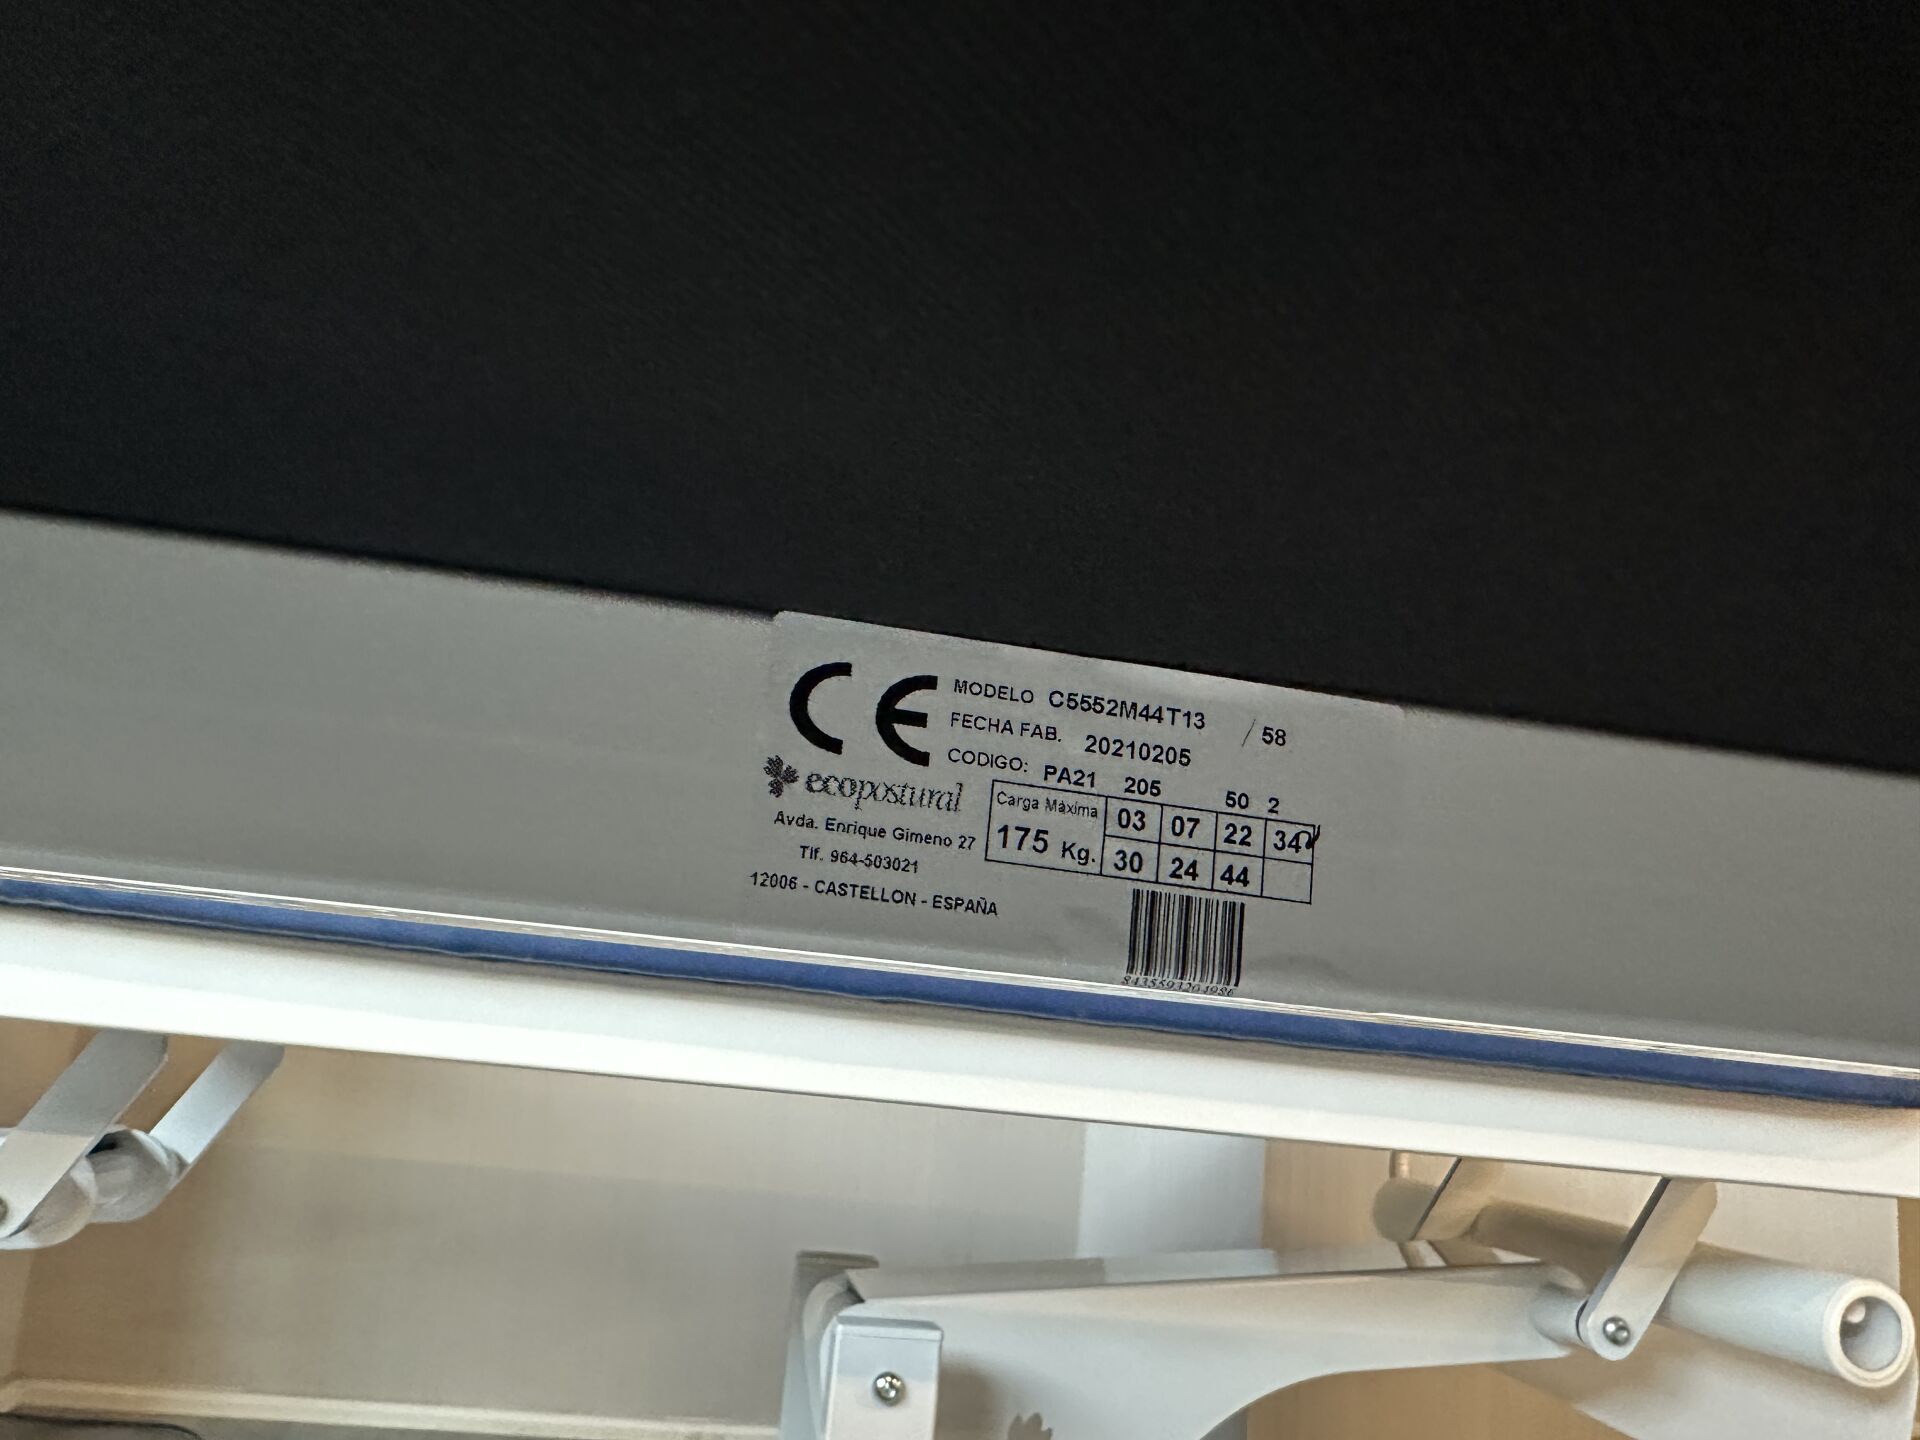 CE
MODELO C5552M44T13 / 58
FECHA FAB. 20210205
CODIGO: PA21 205 50 2
ecopostural
Avda. Enrique Gimeno 27
Tlf. 964-503021
12006 - CASTELLON - ESPAÑA
Carga Máxima
175 Kg.
03 07 22 34
30 24 44